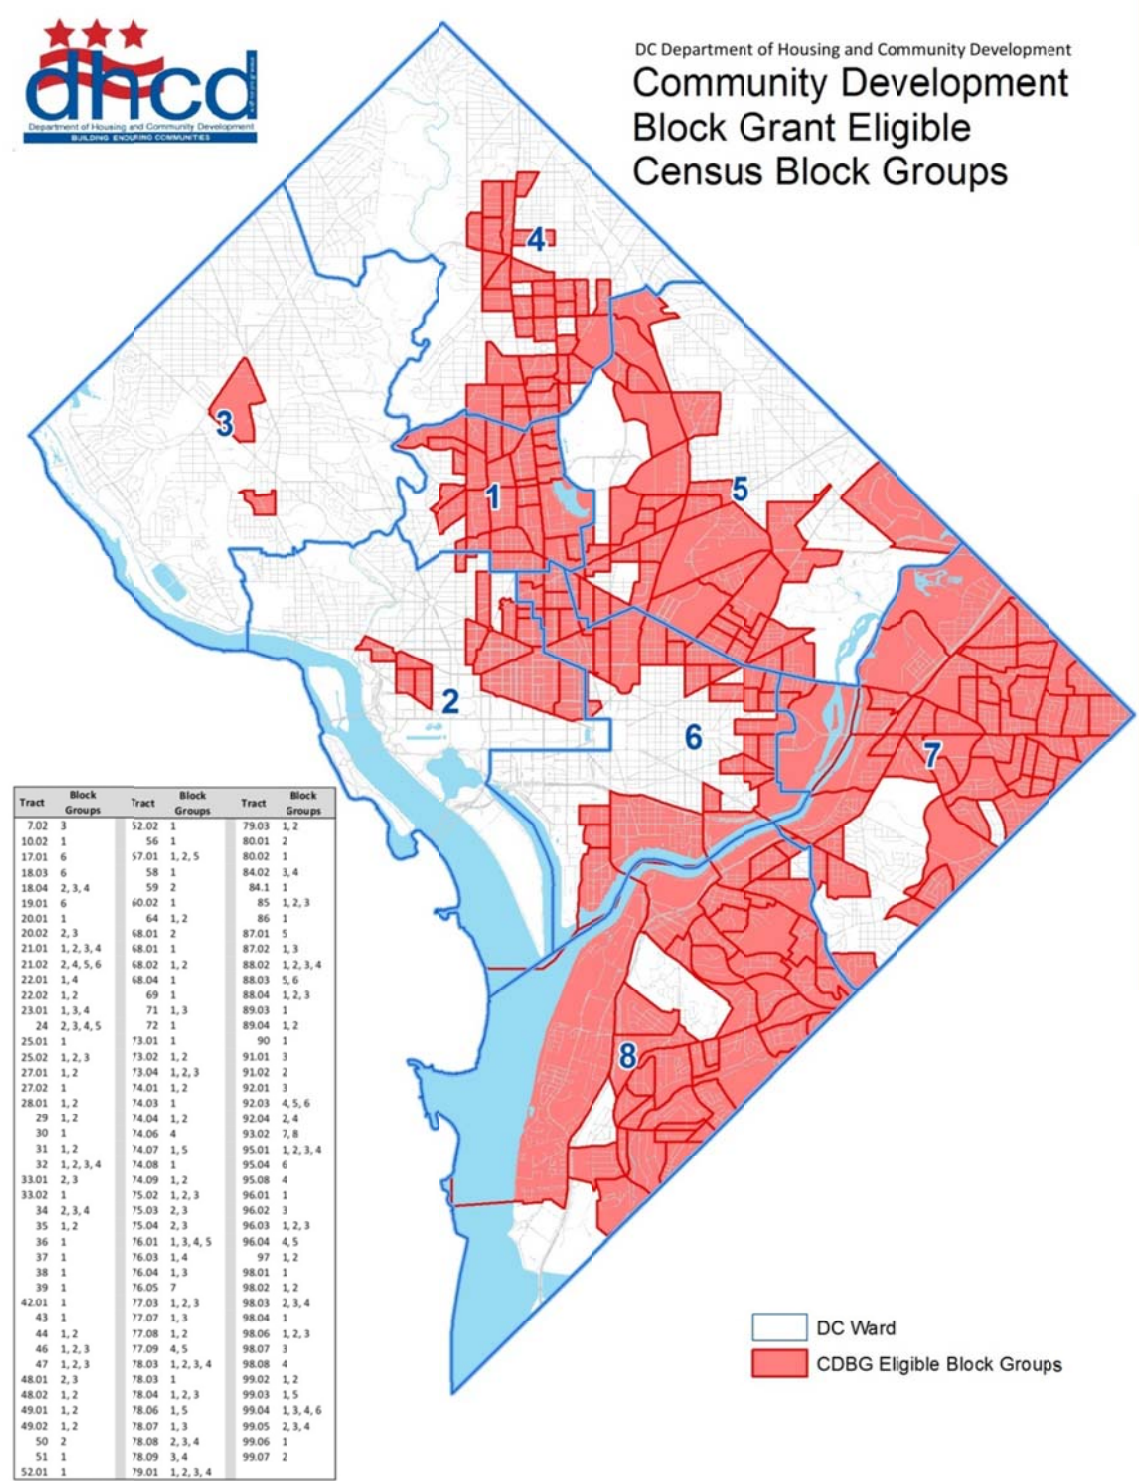 dhcd
Department of Housing and Community Development
BUILDING ENDURING COMMUNITIES
DC Department of Housing and Community Development
Community Development
Block Grant Eligible
Census Block Groups
4
3
1
5
2
6
7
8
Tract Block Groups Tract Block Groups Tract Block Groups
7.02 3 52.02 1 79.03 1, 2
10.02 1 56 1 80.01 2
17.01 6 57.01 1, 2, 5 80.02 1
18.03 6 58 1 84.02 3, 4
18.04 2, 3, 4 59 2 84.1 1
19.01 6 60.02 1 85 1, 2, 3
20.01 1 64 1, 2 86 1
20.02 2, 3 68.01 2 87.01 5
21.01 1, 2, 3, 4 68.01 1 87.02 1, 3
21.02 2, 4, 5, 6 68.02 1, 2 88.02 1, 2, 3, 4
22.01 1, 4 68.04 1 88.03 5, 6
22.02 1, 2 69 1 88.04 1, 2, 3
23.01 1, 3, 4 71 1, 3 89.03 1
24 2, 3, 4, 5 72 1 89.04 1, 2
25.01 1 73.01 1 90 1
25.02 1, 2, 3 73.02 1, 2 91.01 3
27.01 1, 2 73.04 1, 2, 3 91.02 2
27.02 1 74.01 1, 2 92.01 3
28.01 1, 2 74.03 1 92.03 4, 5, 6
29 1, 2 74.04 1, 2 92.04 2, 4
30 1 74.06 4 93.02 7, 8
31 1, 2 74.07 1, 5 95.01 1, 2, 3, 4
32 1, 2, 3, 4 74.08 1 95.04 6
33.01 2, 3 74.09 1, 2 95.08 4
33.02 1 75.02 1, 2, 3 96.01 1
34 2, 3, 4 75.03 2, 3 96.02 3
35 1, 2 75.04 2, 3 96.03 1, 2, 3
36 1 76.01 1, 3, 4, 5 96.04 4, 5
37 1 76.03 1, 4 97 1, 2
38 1 76.04 1, 3 98.01 1
39 1 76.05 7 98.02 1, 2
42.01 1 77.03 1, 2, 3 98.03 2, 3, 4
43 1 77.07 1, 3 98.04 1
44 1, 2 77.08 1, 2 98.06 1, 2, 3
46 1, 2, 3 77.09 4, 5 98.07 3
47 1, 2, 3 78.03 1, 2, 3, 4 98.08 4
48.01 2, 3 78.03 1 99.02 1, 2
48.02 1, 2 78.04 1, 2, 3 99.03 1, 5
49.01 1, 2 78.06 1, 5 99.04 1, 3, 4, 6
49.02 1, 2 78.07 1, 3 99.05 2, 3, 4
50 2 78.08 2, 3, 4 99.06 1
51 1 78.09 3, 4 99.07 2
52.01 1 79.01 1, 2, 3, 4
DC Ward
CDBG Eligible Block Groups